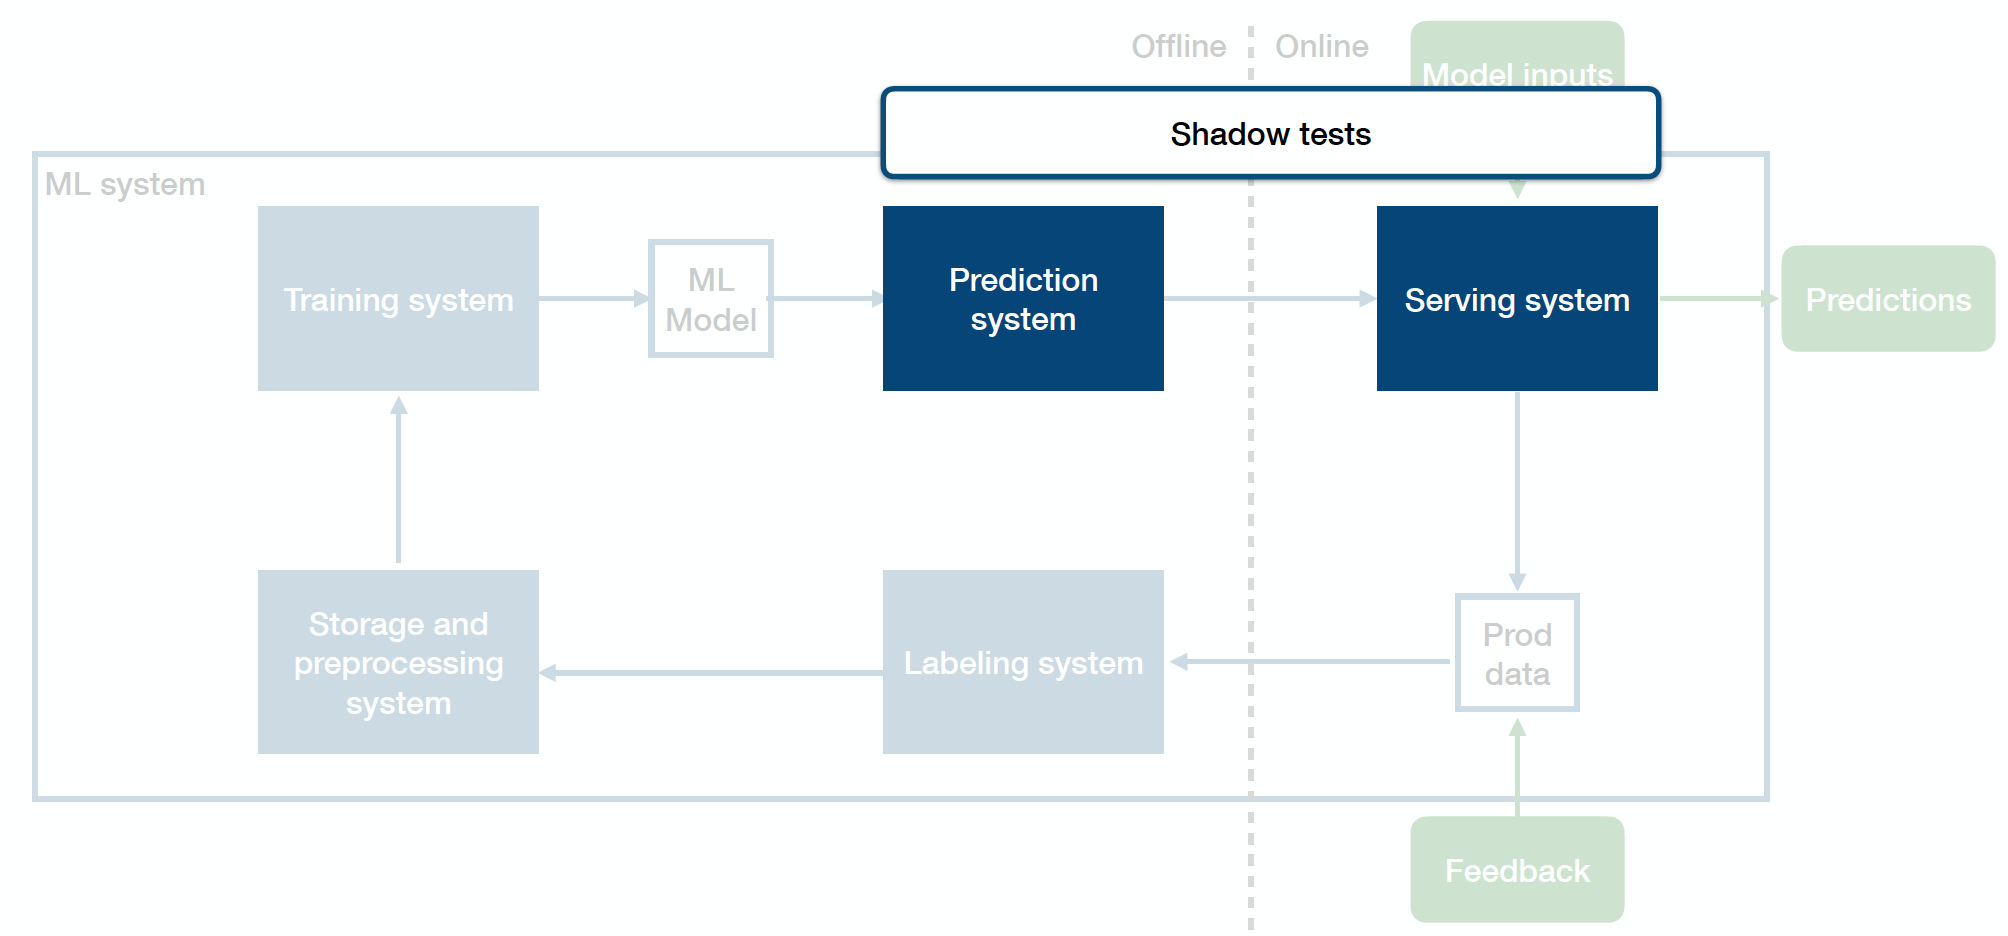 Offline
Online
Model inputs
Shadow tests
ML system
Training system
ML
Model
Prediction
system
Serving system
Predictions
Storage and
preprocessing
system
Labeling system
Prod
data
Feedback